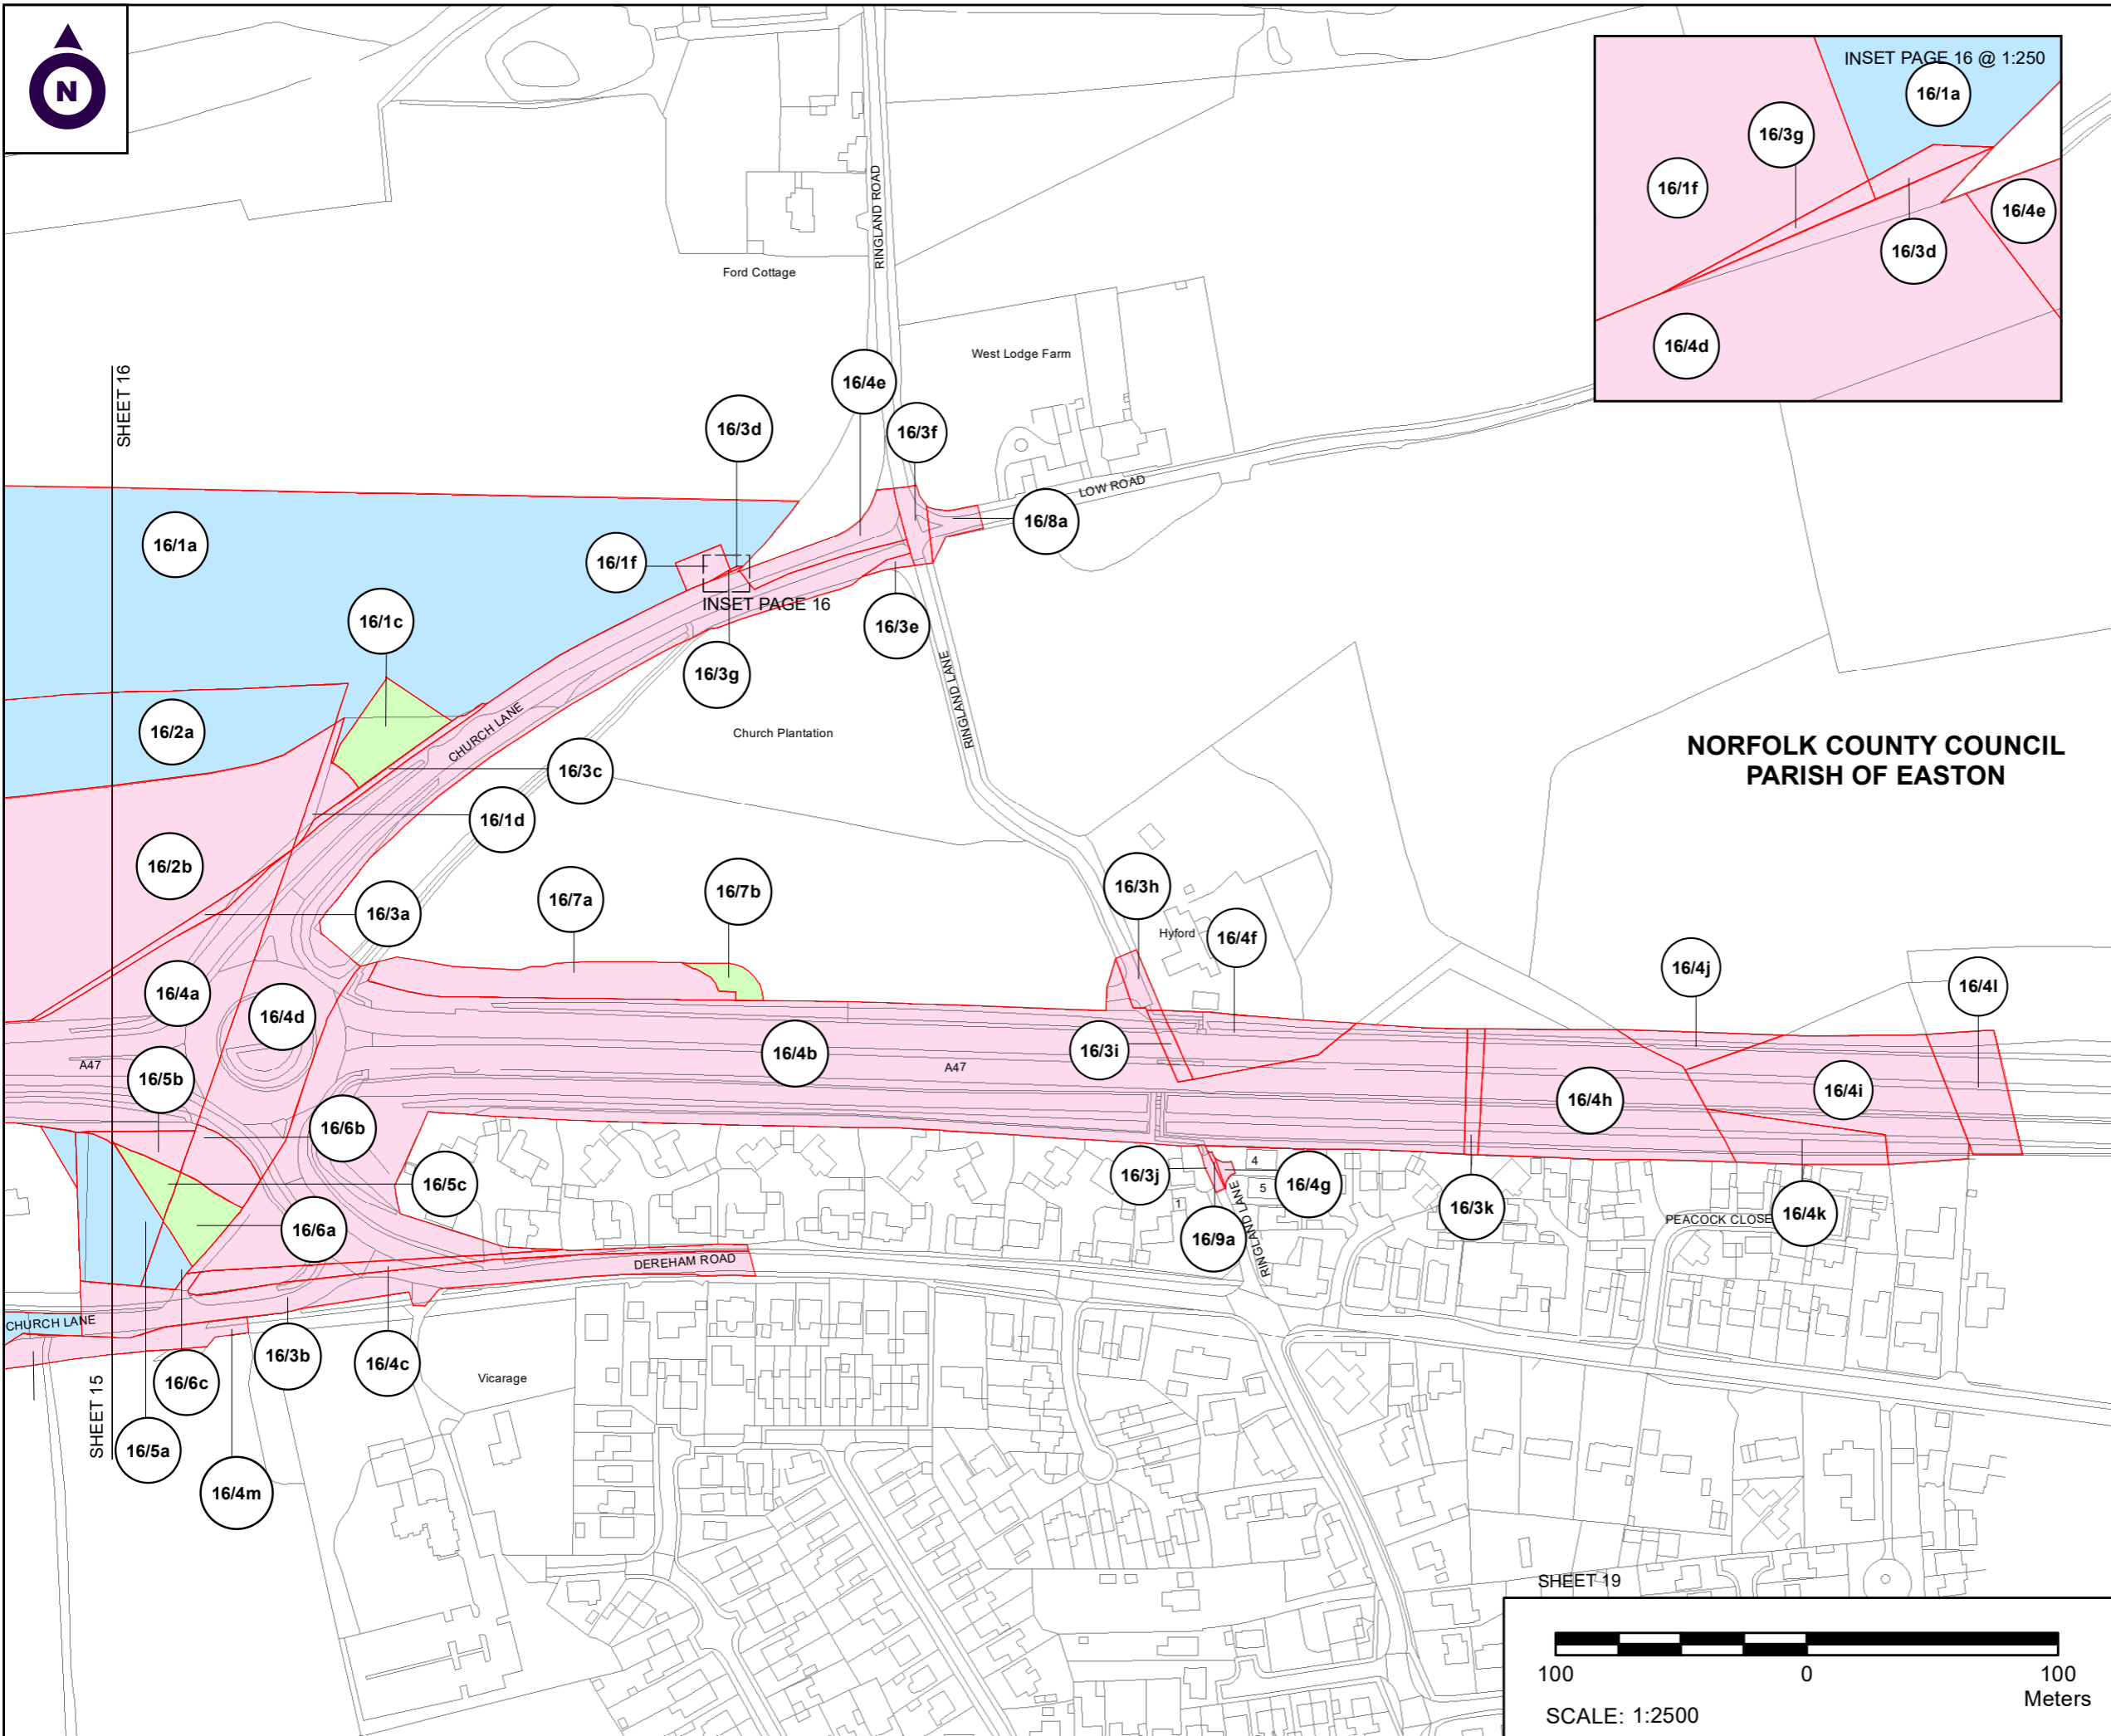 N
INSET PAGE 16 @ 1:250
16/1a
16/3g
16/1f
16/4e
16/3d
16/4d
RINGLAND ROAD
Ford Cottage
West Lodge Farm
SHEET 16
16/4e
16/3d
16/3f
LOW ROAD
16/8a
16/1a
16/1f
INSET PAGE 16
16/1c
16/3e
16/3g
RINGLAND LANE
CHURCH LANE
16/2a
Church Plantation
NORFOLK COUNTY COUNCIL
PARISH OF EASTON
16/3c
16/1d
16/2b
16/3a
16/7a
16/7b
16/3h
Hyford
16/4f
16/4j
16/4l
16/4a
16/4d
16/4b
16/3i
A47
A47
16/5b
16/4h
16/4i
16/6b
16/5c
16/3j
4
5
1
16/4g
16/3k
16/4k
PEACOCK CLOSE
16/6a
16/9a
RINGLAND LANE
DEREHAM ROAD
CHURCH LANE
16/3b
16/4c
16/6c
Vicarage
SHEET 15
16/5a
16/4m
SHEET 19
100 0 100
Meters
SCALE: 1:2500